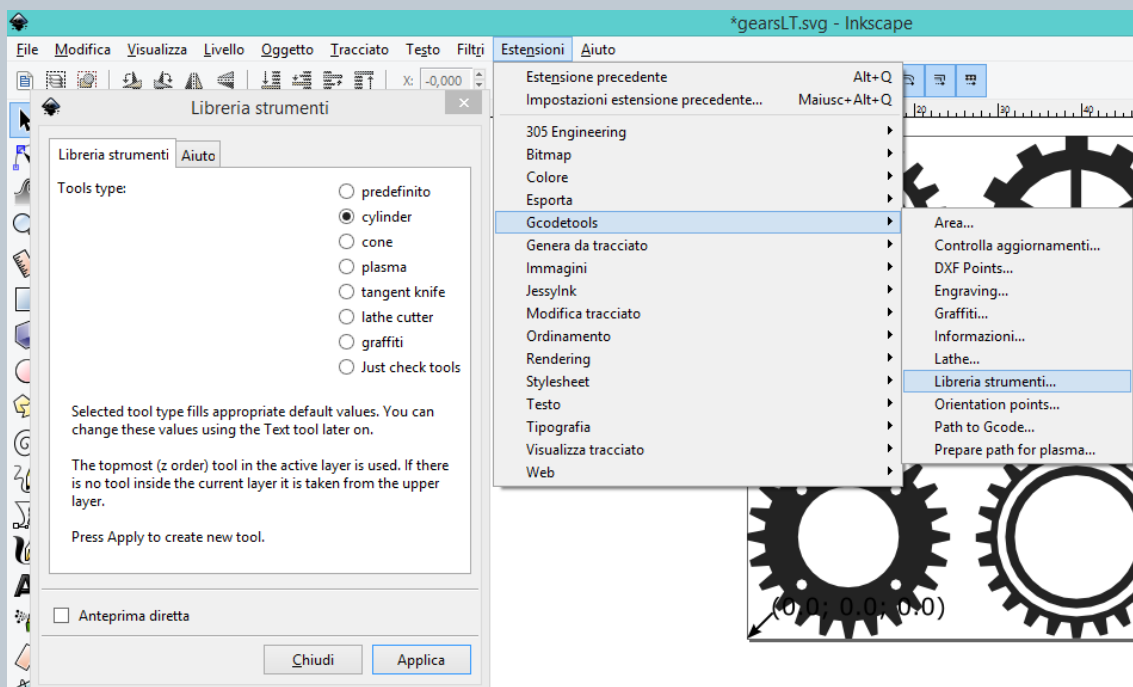 *gearsLT.svg - Inkscape
File Modifica Visualizza Livello Oggetto Tracciato Testo Filtri Estensioni Aiuto
X: -0,000
Libreria strumenti
Libreria strumenti Aiuto
Tools type:
predefinito
cylinder
cone
plasma
tangent knife
lathe cutter
graffiti
Just check tools
Selected tool type fills appropriate default values. You can
change these values using the Text tool later on.
The topmost (z order) tool in the active layer is used. If there
is no tool inside the current layer it is taken from the upper
layer.
Press Apply to create new tool.
Anteprima diretta
Chiudi Applica
Estensione precedente Alt+Q
Impostazioni estensione precedente... Maiusc+Alt+Q
305 Engineering
Bitmap
Colore
Esporta
Gcodetools
Genera da tracciato
Immagini
JessyInk
Modifica tracciato
Ordinamento
Rendering
Stylesheet
Testo
Tipografia
Visualizza tracciato
Web
20 30 40
Area...
Controlla aggiornamenti...
DXF Points...
Engraving...
Graffiti...
Informazioni...
Lathe...
Libreria strumenti...
Orientation points...
Path to Gcode...
Prepare path for plasma...
(0.0; 0.0; 0.0)